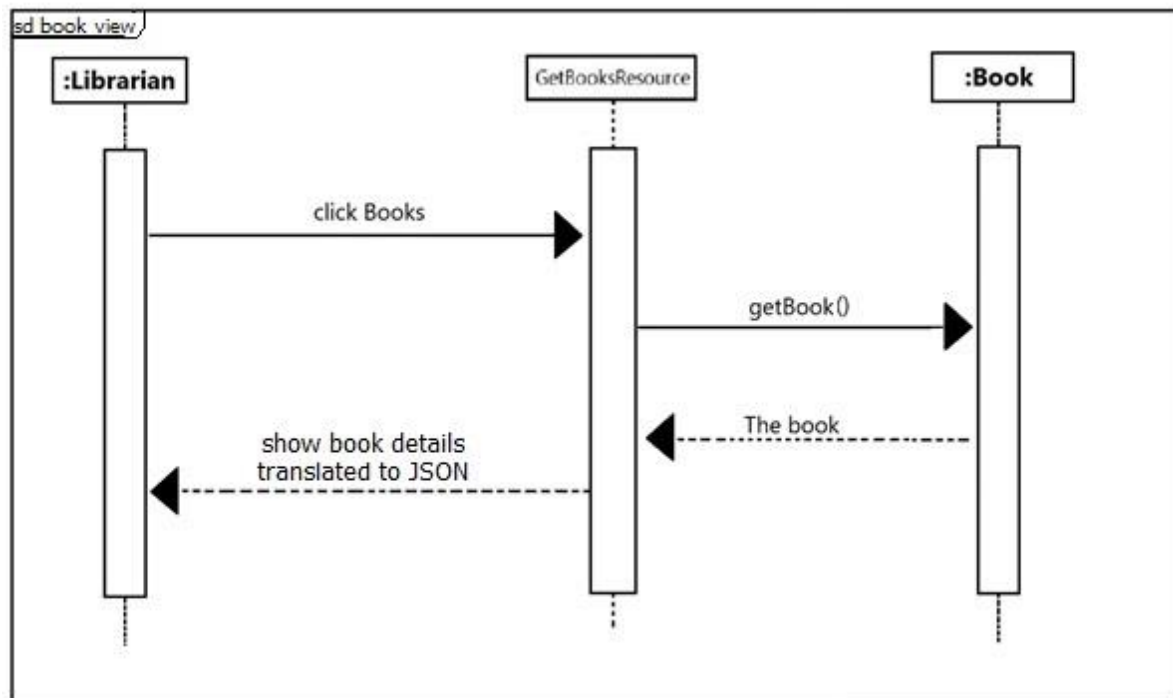 sd book view
:Librarian
GetBooksResource
:Book
click Books
getBook()
The book
show book details
translated to JSON